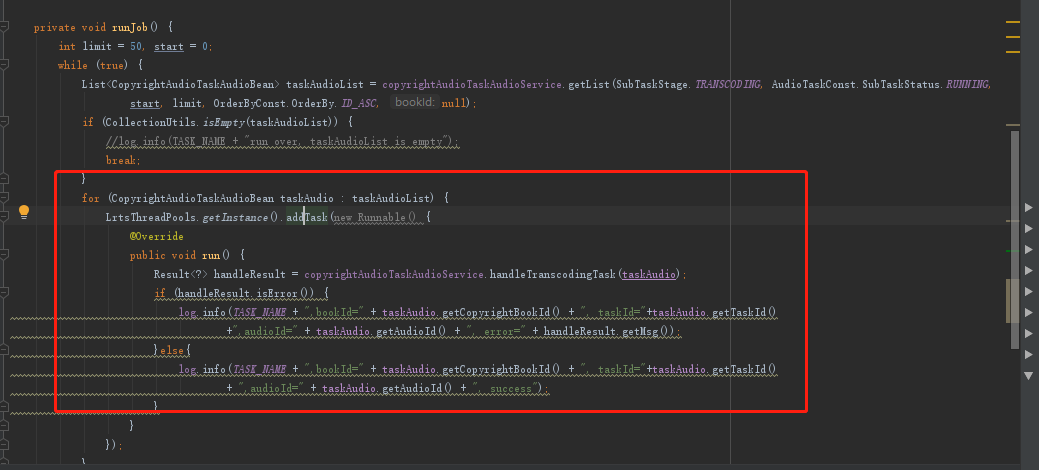 private void runJob() {
int limit = 50, start = 0;
while (true) {
List<CopyrightAudioTaskAudioBean> taskAudioList = copyrightAudioTaskAudioService.getList(SubTaskStage.TRANSCODING, AudioTaskConst.SubTaskStatus.RUNNING,
start, limit, OrderByConst.OrderBy.ID_ASC, bookId: null);
if (CollectionUtils.isEmpty(taskAudioList)) {
//log.info(TASK_NAME + "run over, taskAudioList is empty");
break;
}
for (CopyrightAudioTaskAudioBean taskAudio : taskAudioList) {
LrtsThreadPools.getInstance().addTask(new Runnable() {
@Override
public void run() {
Result<?> handleResult = copyrightAudioTaskAudioService.handleTranscodingTask(taskAudio);
if (handleResult.isError()) {
log.info(TASK_NAME + ",bookId=" + taskAudio.getCopyrightBookId() + ", taskId="+taskAudio.getTaskId()
+",audioId=" + taskAudio.getAudioId() + ", error=" + handleResult.getMsg());
}else{
log.info(TASK_NAME + ",bookId=" + taskAudio.getCopyrightBookId() + ", taskId="+taskAudio.getTaskId()
+ ",audioId=" + taskAudio.getAudioId() + ", success");
}
}
});
}